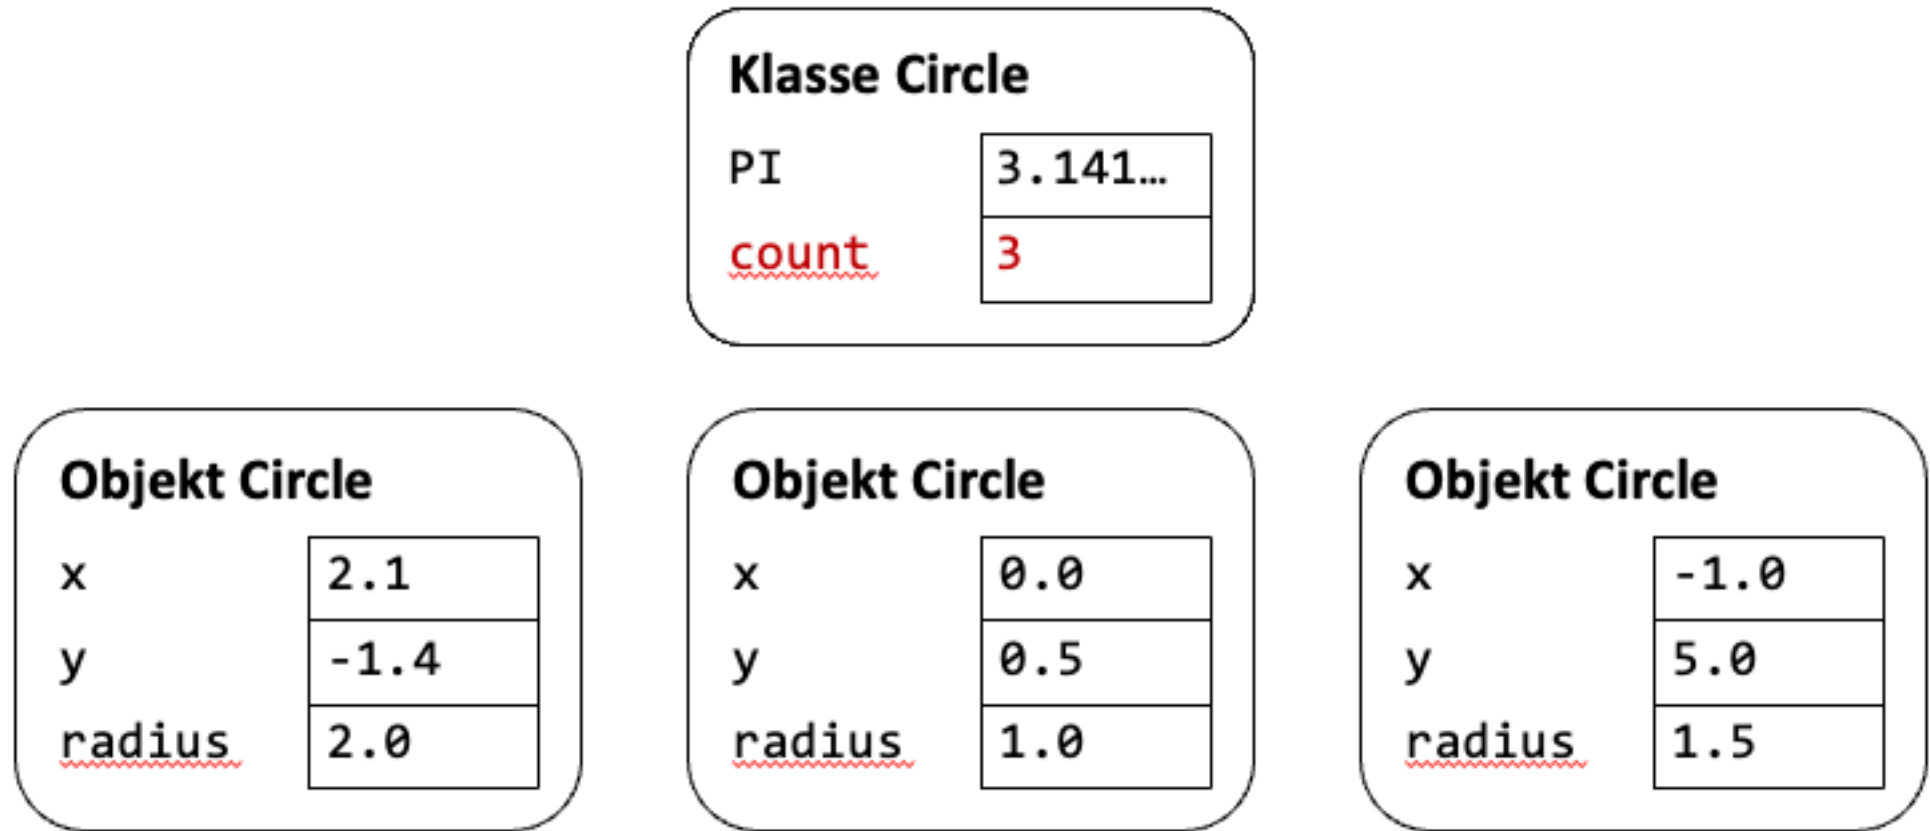 Klasse Circle
PI 3.141…
count 3
Objekt Circle
x 2.1
y -1.4
radius 2.0
Objekt Circle
x 0.0
y 0.5
radius 1.0
Objekt Circle
x -1.0
y 5.0
radius 1.5